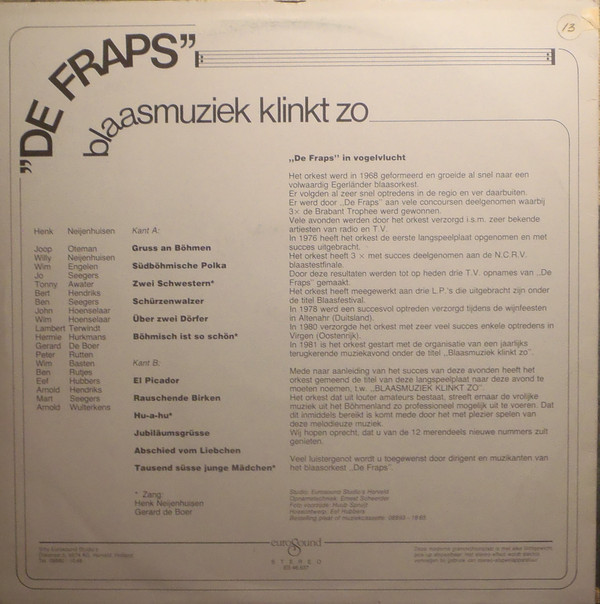 13
„DE FRAPS”
blaasmuziek klinkt zo
„De Fraps” in vogelvlucht
Het orkest werd in 1968 geformeerd en groeide al snel naar een
volwaardig Egerländer blaasorkest.
Er volgden al zeer snel optredens in de regio en ver daarbuiten.
Er werd door „De Fraps” aan vele concoursen deelgenomen waarbij
3× de Brabant Trophee werd gewonnen.
Vele avonden werden door het orkest verzorgd i.s.m. zeer bekende
artiesten van radio en T.V.
In 1976 heeft het orkest de eerste langspeelplaat opgenomen en met
succes uitgebracht.
Het orkest heeft 3 × met succes deelgenomen aan de N.C.R.V.
blaastestfinale.
Door deze resultaten werden tot op heden drie T.V. opnames van „De
Fraps” gemaakt.
Het orkest heeft meegewerkt aan drie L.P.'s die uitgebracht zijn onder
de titel Blaasfestival.
In 1978 werd een succesvol optreden verzorgd tijdens de wijnfeesten
in Altenahr (Duitsland).
In 1980 verzorgde het orkest met zeer veel succes enkele optredens in
Virgen (Oostenrijk).
In 1981 is het orkest gestart met de organisatie van een jaarlijks
terugkerende muziekavond onder de titel „Blaasmuziek klinkt zo”.
Mede naar aanleiding van het succes van deze avonden heeft het
orkest gemeend de titel van deze langspeelplaat naar deze avond te
moeten noemen, t.w. „BLAASMUZIEK KLINKT ZO”.
Het orkest dat uit louter amateurs bestaat, streeft ernaar de vrolijke
muziek uit het Böhmenland zo professioneel mogelijk uit te voeren. Dat
dit inmiddels bereikt is komt mede door het met plezier spelen van
deze melodieuze muziek.
Wij hopen oprecht, dat u van de 12 merendeels nieuwe nummers zult
genieten.
Veel luistergenot wordt u toegewenst door dirigent en muzikanten van
het blaasorkest „De Fraps”.
Henk Neijenhuisen
Joop Oteman
Willy Neijenhuisen
Wim Engelen
Jo Seegers
Tonny Awater
Bert Hendriks
Ben Seegers
John Hoenselaar
Wim Hoenselaar
Lambert Terwindt
Hermie Hurkmans
Gerard De Boer
Peter Rutten
Wim Basten
Ben Rutjes
Eef Hubbers
Arnold Hendriks
Mart Seegers
Arnold Wulterkens
Kant A:
Gruss an Böhmen
Südböhmische Polka
Zwei Schwestern*
Schürzenwalzer
Über zwei Dörfer
Böhmisch ist so schön*
Kant B:
El Picador
Rauschende Birken
Hu-a-hu*
Jubiläumsgrüsse
Abschied vom Liebchen
Tausend süsse junge Mädchen*
* Zang:
Henk Neijenhuisen
Gerard de Boer
Studio: Eurosound Studio's Herveld
Opnametechniek: Ernest Schwerdter
Foto montage: Huub
Hoesontwerp: Eef Hubbers
euroSound
STEREO